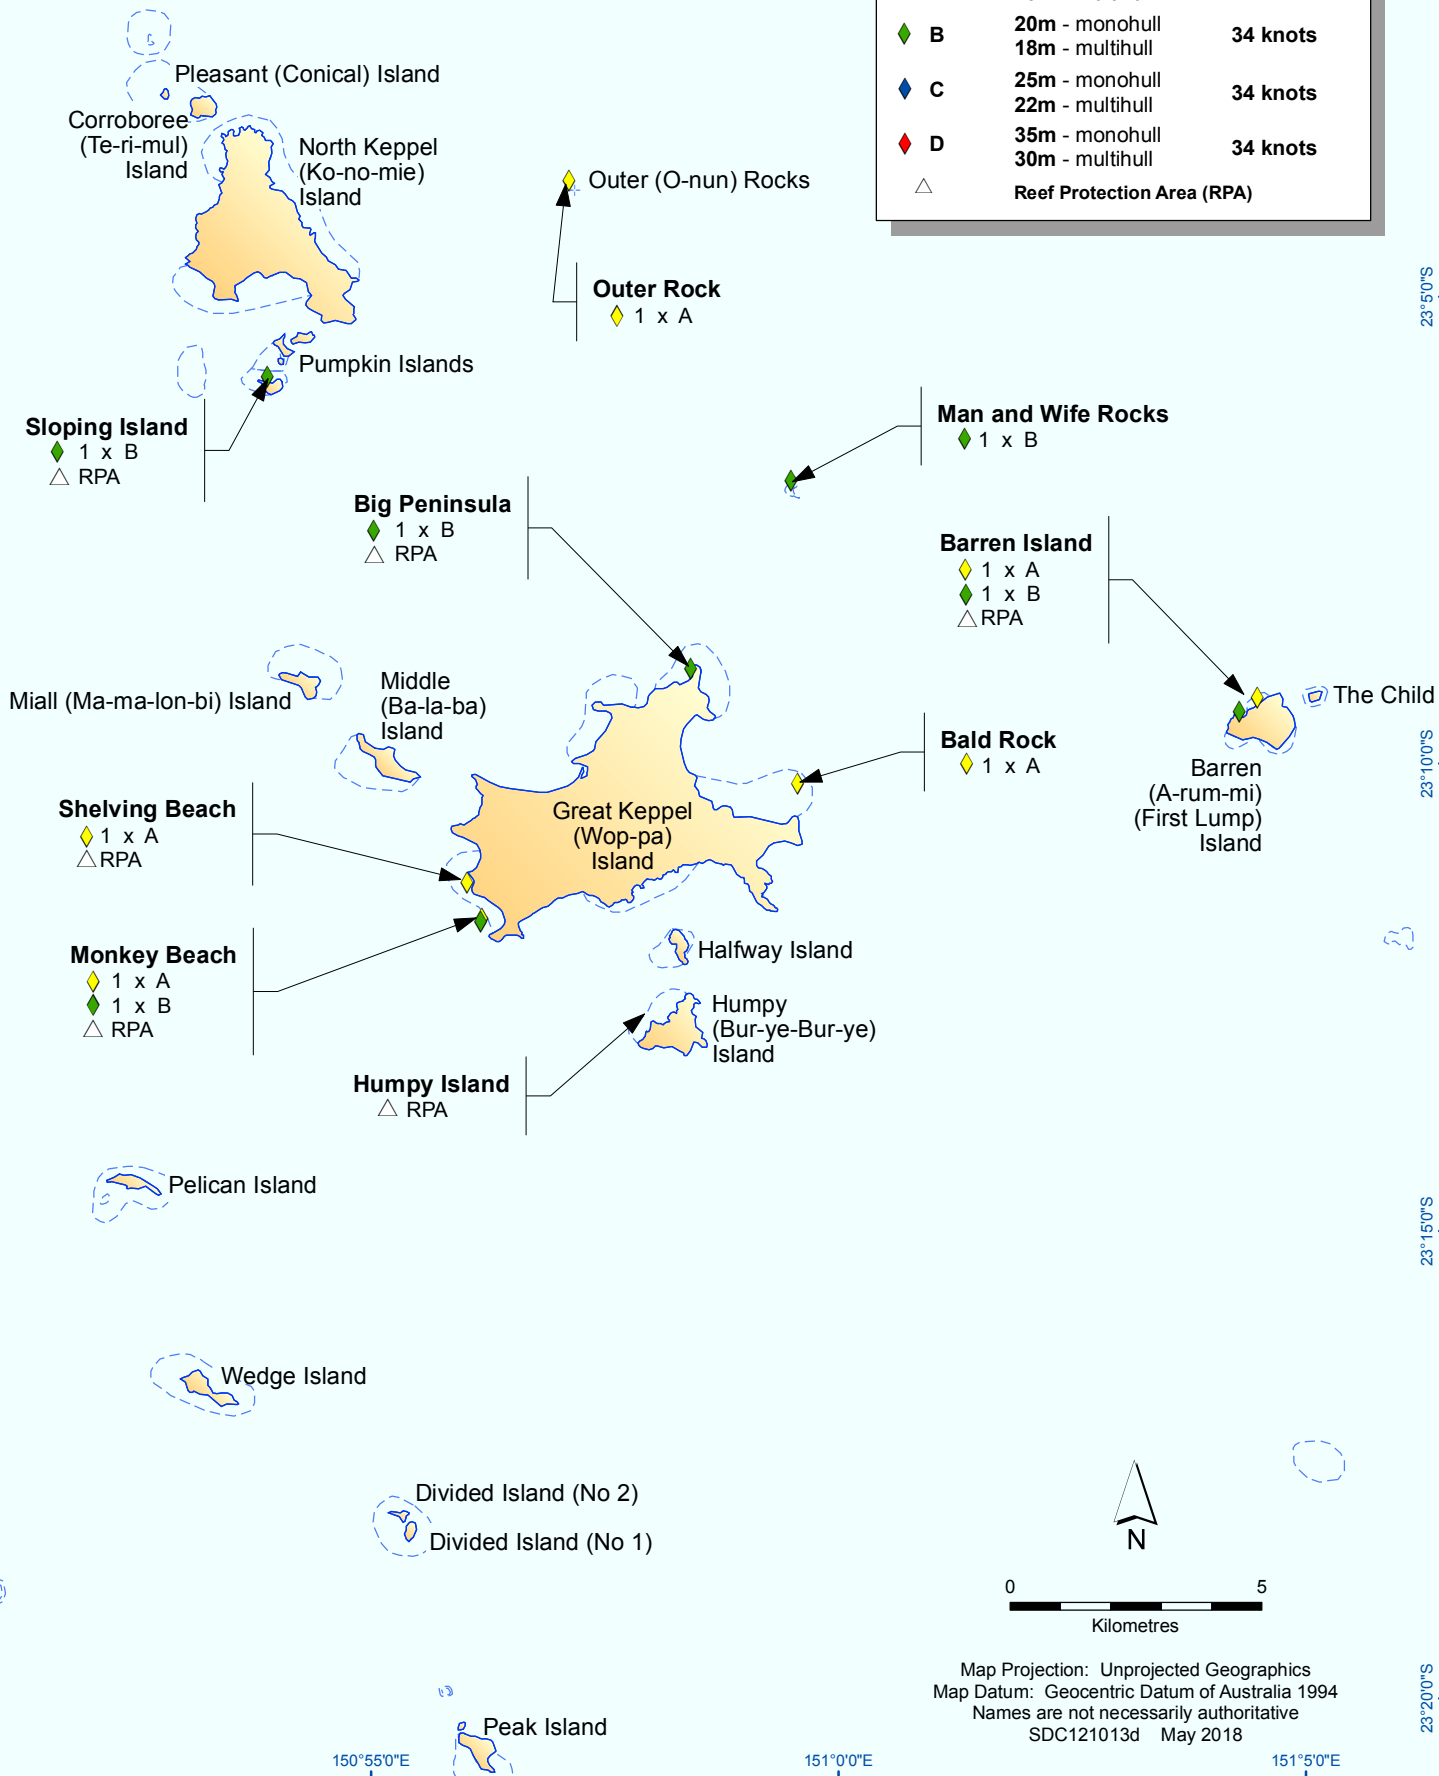 B
20m - monohull
18m - multihull
34 knots
C
25m - monohull
22m - multihull
34 knots
D
35m - monohull
30m - multihull
34 knots
Reef Protection Area (RPA)
Pleasant (Conical) Island
Corroboree
(Te-ri-mul)
Island
North Keppel
(Ko-no-mie)
Island
Outer (O-nun) Rocks
Outer Rock
1 x A
23°5'0"S
Pumpkin Islands
Sloping Island
1 x B
RPA
Man and Wife Rocks
1 x B
Big Peninsula
1 x B
RPA
Barren Island
1 x A
1 x B
RPA
Miall (Ma-ma-lon-bi) Island
Middle
(Ba-la-ba)
Island
The Child
Bald Rock
1 x A
23°10'0"S
Barren
(A-rum-mi)
(First Lump)
Island
Shelving Beach
1 x A
RPA
Great Keppel
(Wop-pa)
Island
Monkey Beach
1 x A
1 x B
RPA
Halfway Island
Humpy
(Bur-ye-Bur-ye)
Island
Humpy Island
RPA
Pelican Island
23°15'0"S
Wedge Island
Divided Island (No 2)
Divided Island (No 1)
N
0 5
Kilometres
Map Projection: Unprojected Geographics
Map Datum: Geocentric Datum of Australia 1994
Names are not necessarily authoritative
SDC121013d May 2018
23°20'0"S
Peak Island
150°55'0"E
151°0'0"E
151°5'0"E